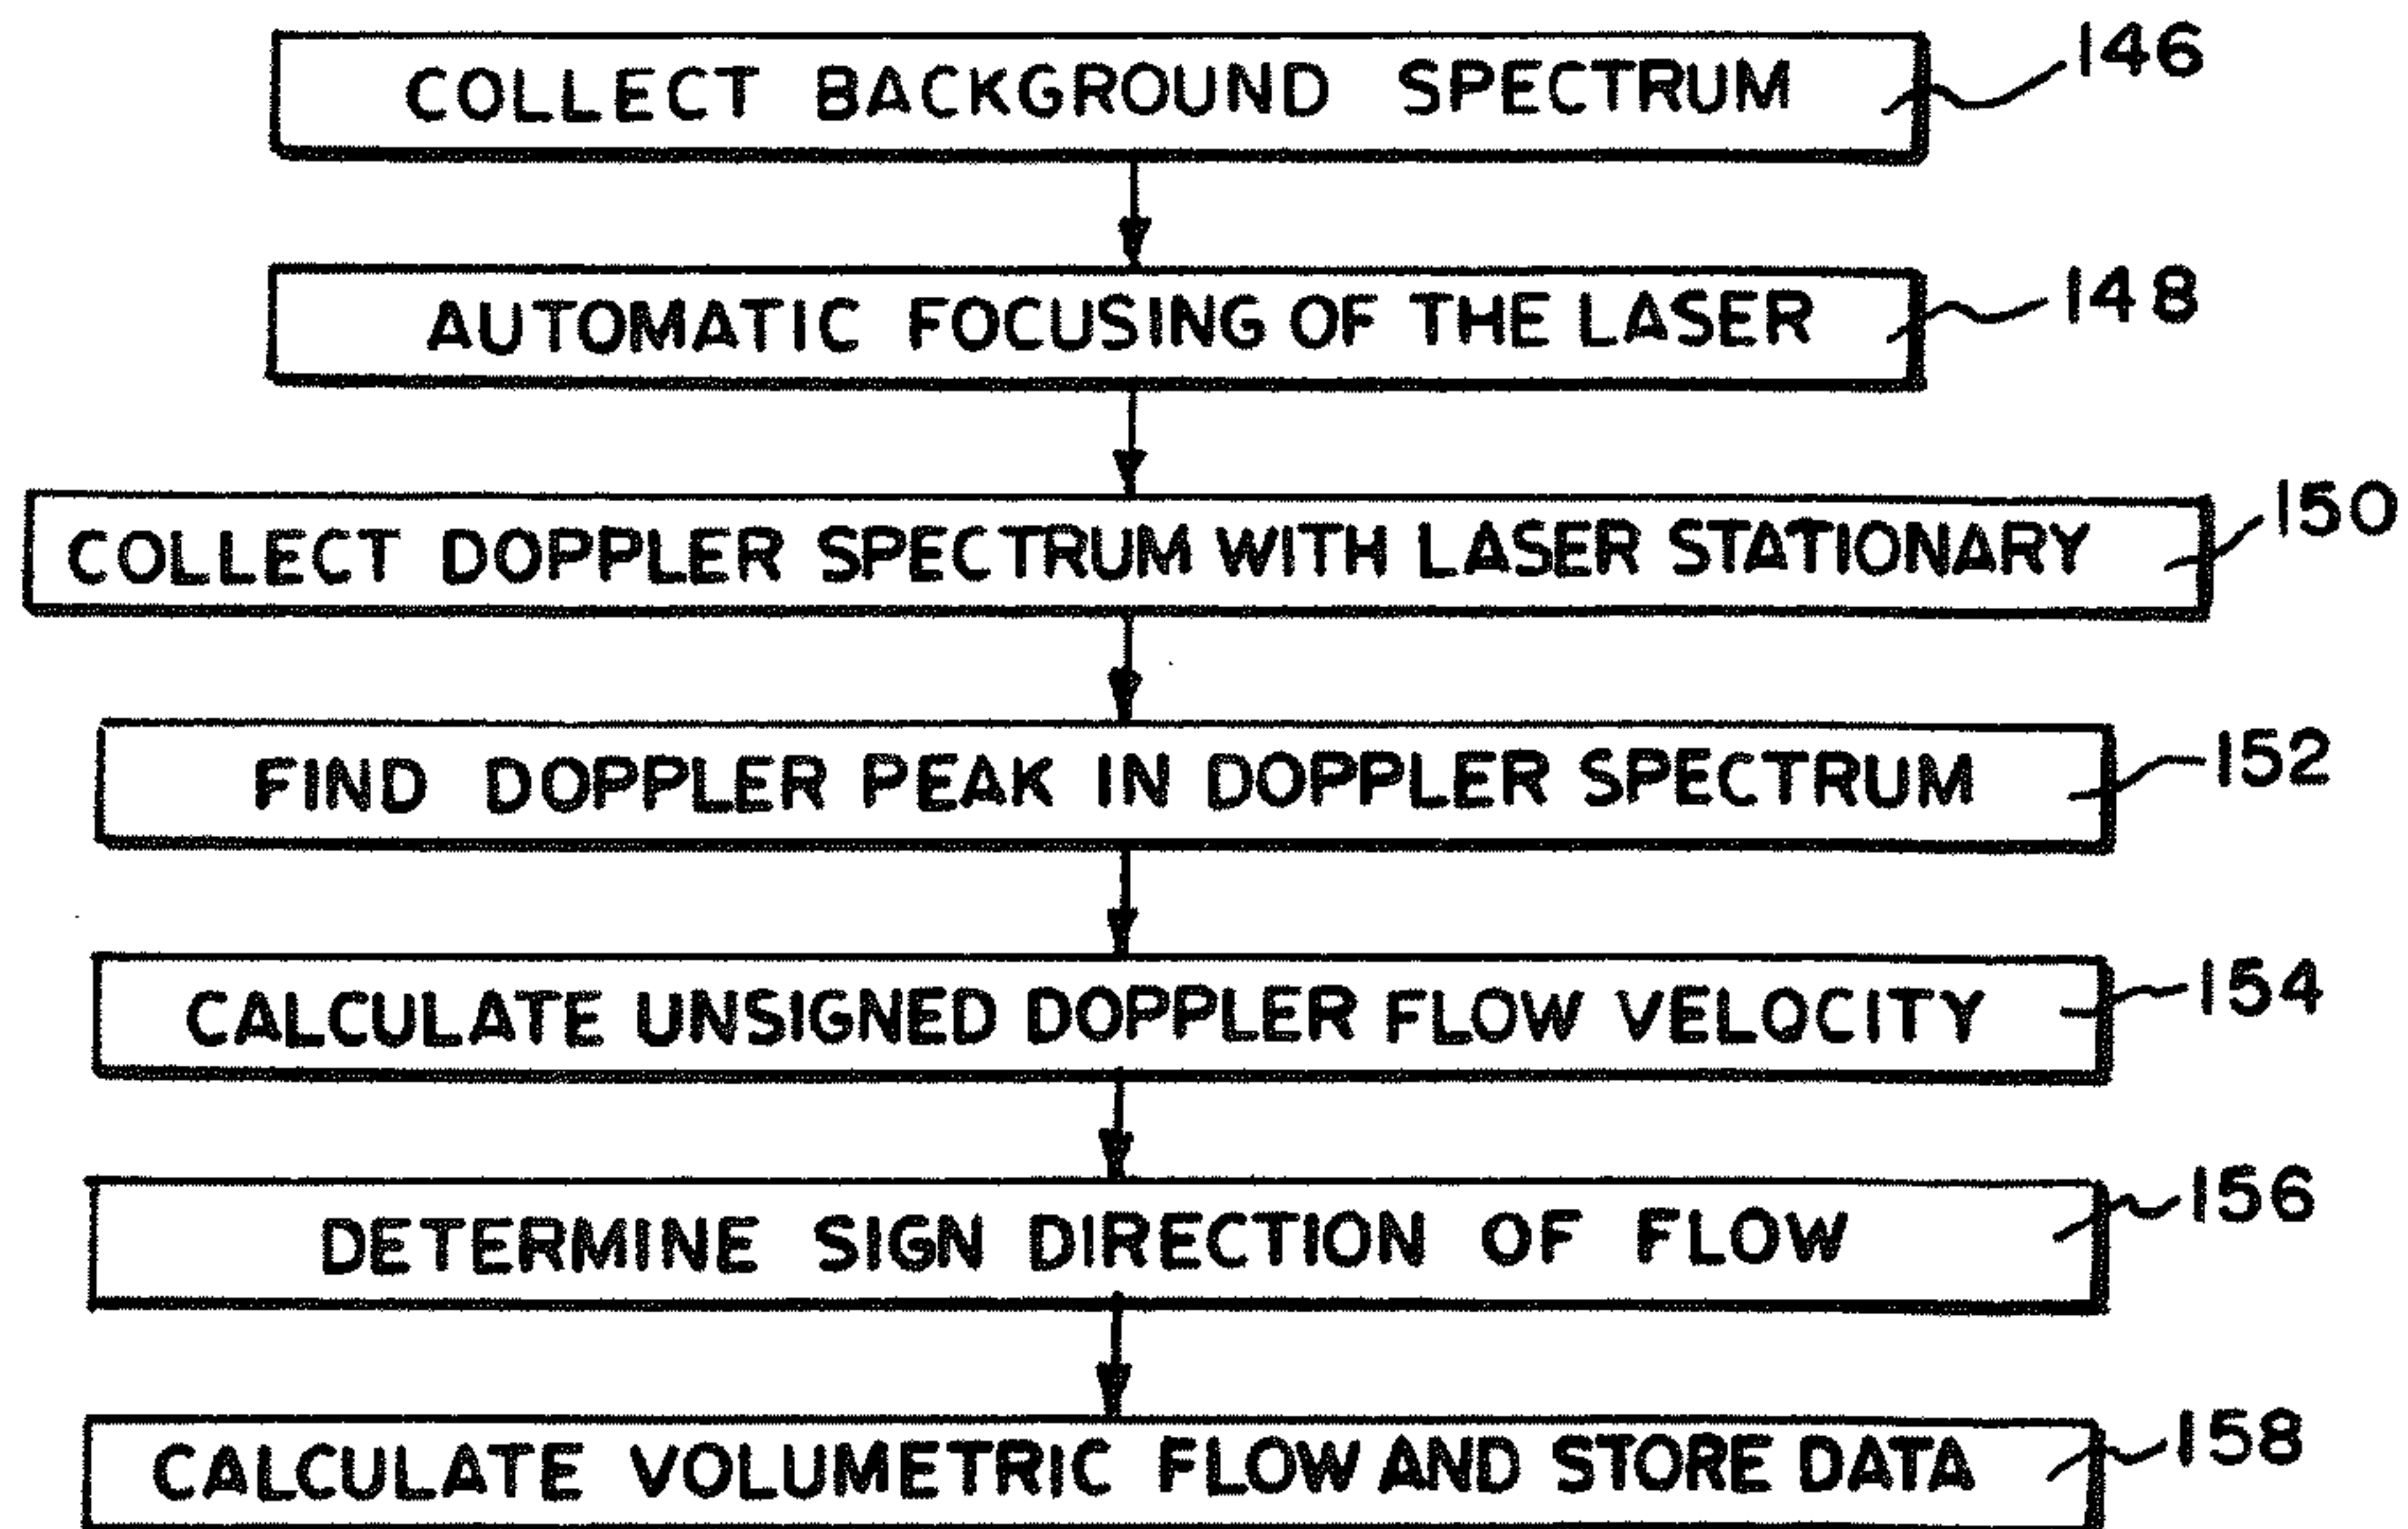 COLLECT BACKGROUND SPECTRUM 146
AUTOMATIC FOCUSING OF THE LASER 148
COLLECT DOPPLER SPECTRUM WITH LASER STATIONARY 150
FIND DOPPLER PEAK IN DOPPLER SPECTRUM 152
CALCULATE UNSIGNED DOPPLER FLOW VELOCITY 154
DETERMINE SIGN DIRECTION OF FLOW 156
CALCULATE VOLUMETRIC FLOW AND STORE DATA 158